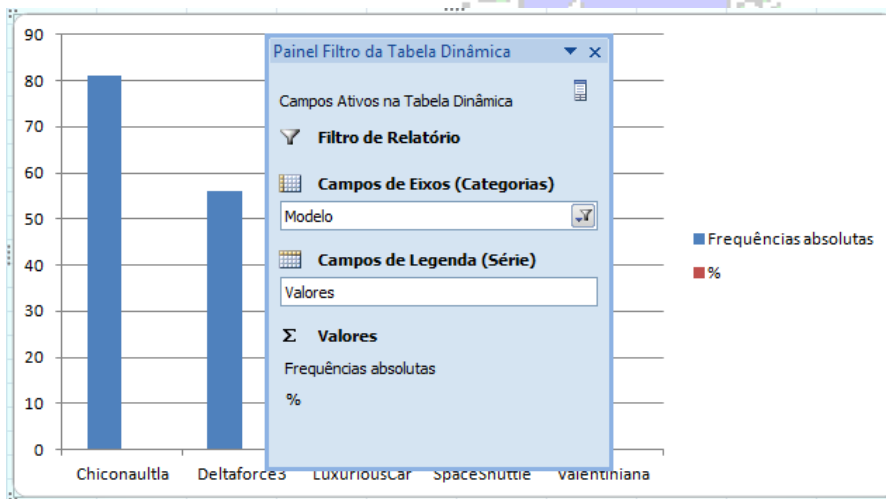 90
80
70
60
50
40
30
20
10
0
Chiconaultla Deltaforce3 LuxuriousCar SpaceShuttle Valentiniana
Painel Filtro da Tabela Dinâmica
Campos Ativos na Tabela Dinâmica
Filtro de Relatório
Campos de Eixos (Categorias)
Modelo
Campos de Legenda (Série)
Valores
Σ Valores
Frequências absolutas
%
Frequências absolutas
%